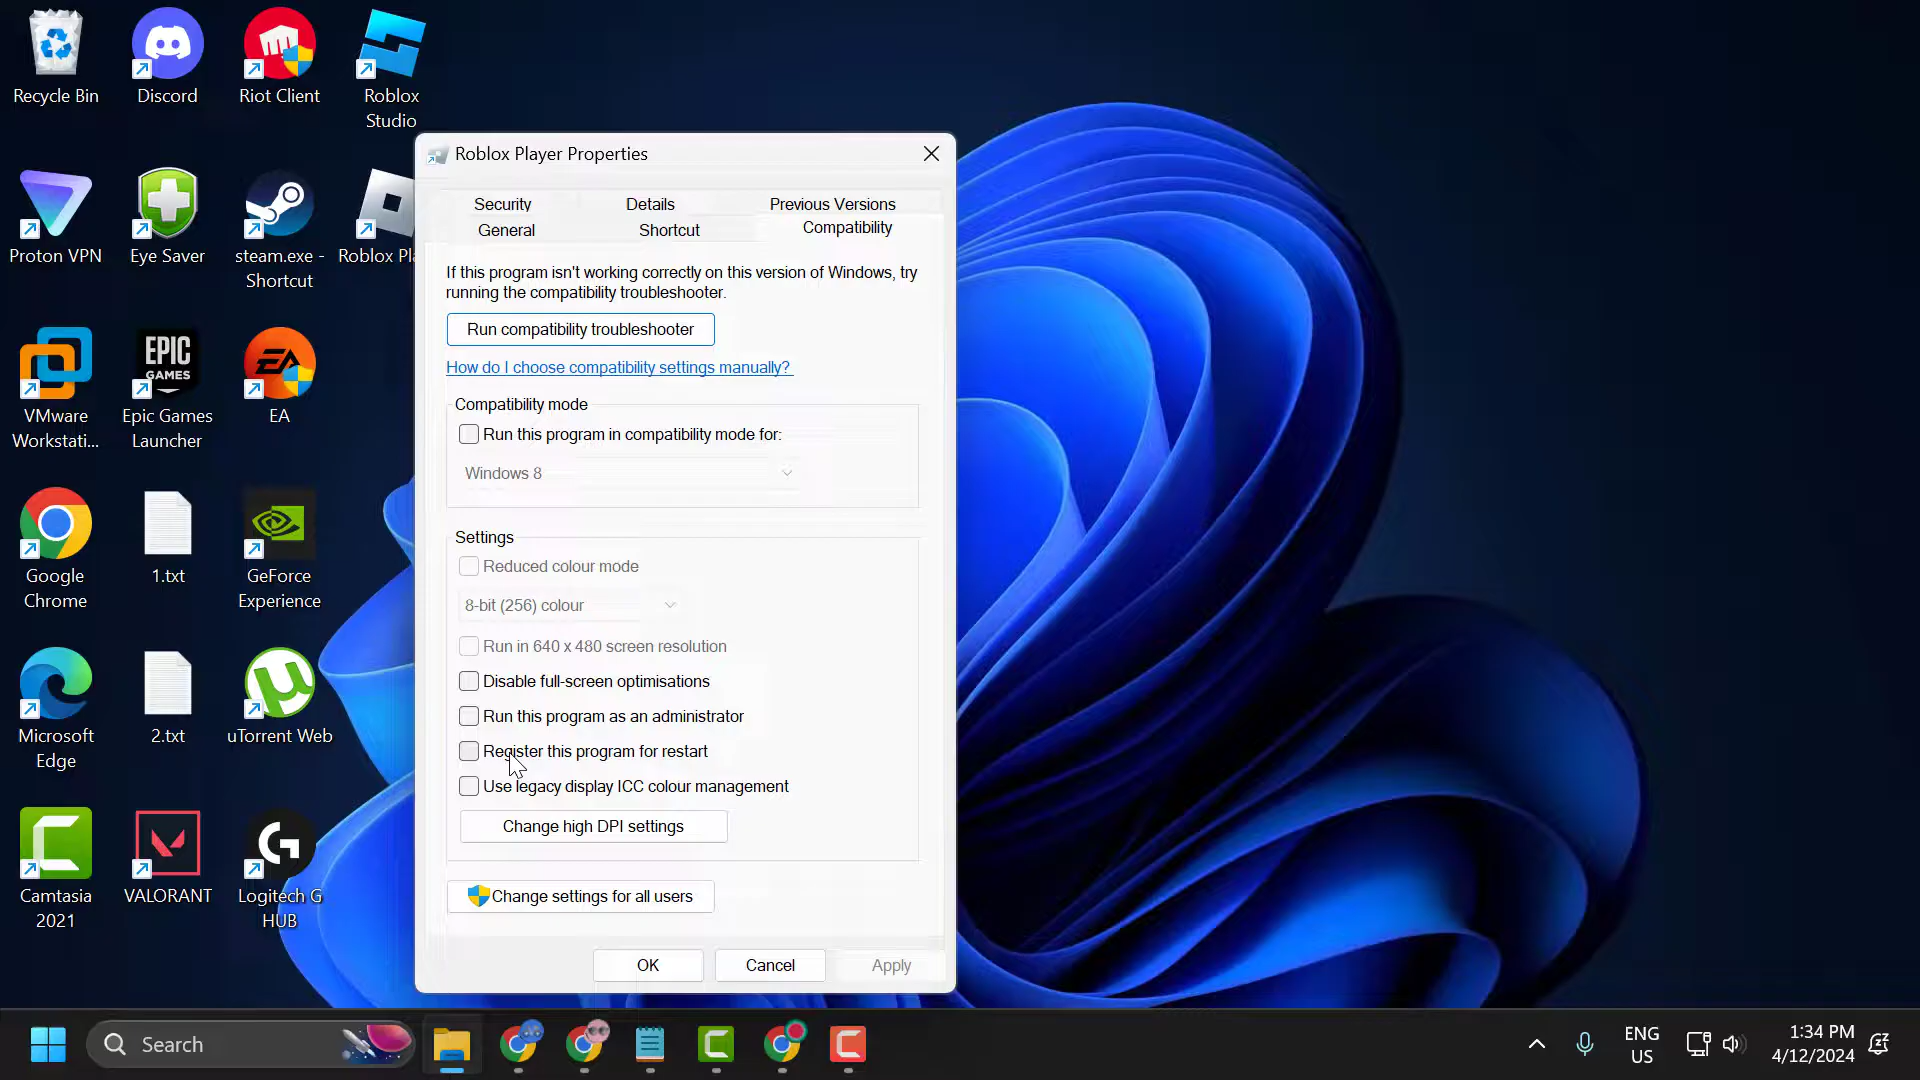 Recycle Bin
Discord
Riot Client
Roblox
Studio
Proton VPN
Eye Saver
steam.exe -
Shortcut
Roblox Pl
VMware
Workstati...
EPIC
GAMES
Epic Games
Launcher
EA
EA
Google
Chrome
1.txt
GeForce
Experience
Microsoft
Edge
2.txt
uTorrent Web
Camtasia
2021
VALORANT
Logitech G
HUB
Roblox Player Properties
Security
Details
Previous Versions
General
Shortcut
Compatibility
If this program isn't working correctly on this version of Windows, try
running the compatibility troubleshooter.
Run compatibility troubleshooter
How do I choose compatibility settings manually?
Compatibility mode
Run this program in compatibility mode for:
Windows 8
Settings
Reduced colour mode
8-bit (256) colour
Run in 640 x 480 screen resolution
Disable full-screen optimisations
Run this program as an administrator
Register this program for restart
Use legacy display ICC colour management
Change high DPI settings
Change settings for all users
OK
Cancel
Apply
Search
ENG
US
1:34 PM
4/12/2024